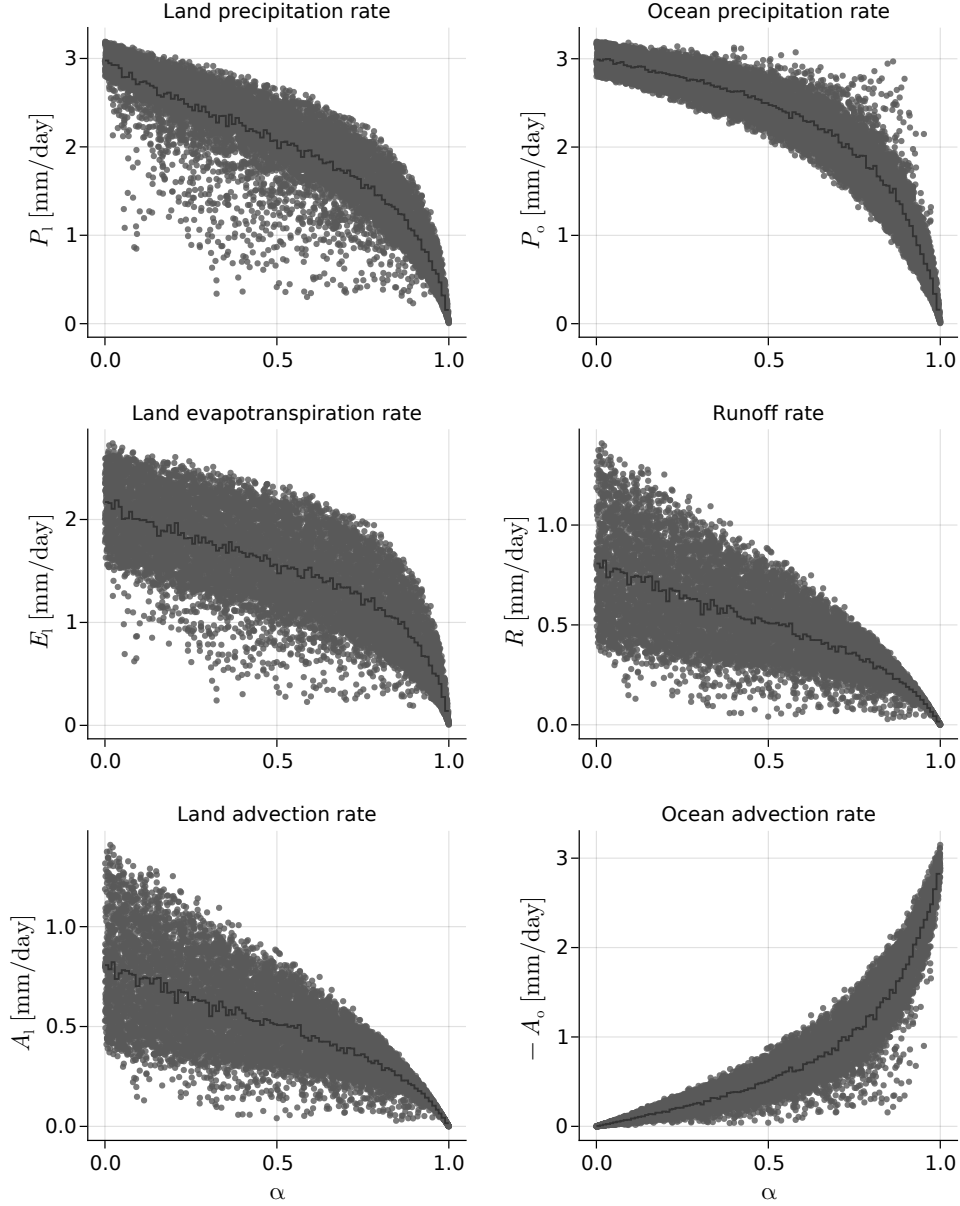 Land precipitation rate
P_l [mm/day]
3
2
1
0
0.0 0.5 1.0
Ocean precipitation rate
P_o [mm/day]
3
2
1
0
0.0 0.5 1.0
Land evapotranspiration rate
E_l [mm/day]
2
1
0
0.0 0.5 1.0
Runoff rate
R [mm/day]
1.0
0.5
0.0
0.0 0.5 1.0
Land advection rate
A_l [mm/day]
1.0
0.5
0.0
0.0 0.5 1.0
α
Ocean advection rate
− A_o [mm/day]
3
2
1
0
0.0 0.5 1.0
α